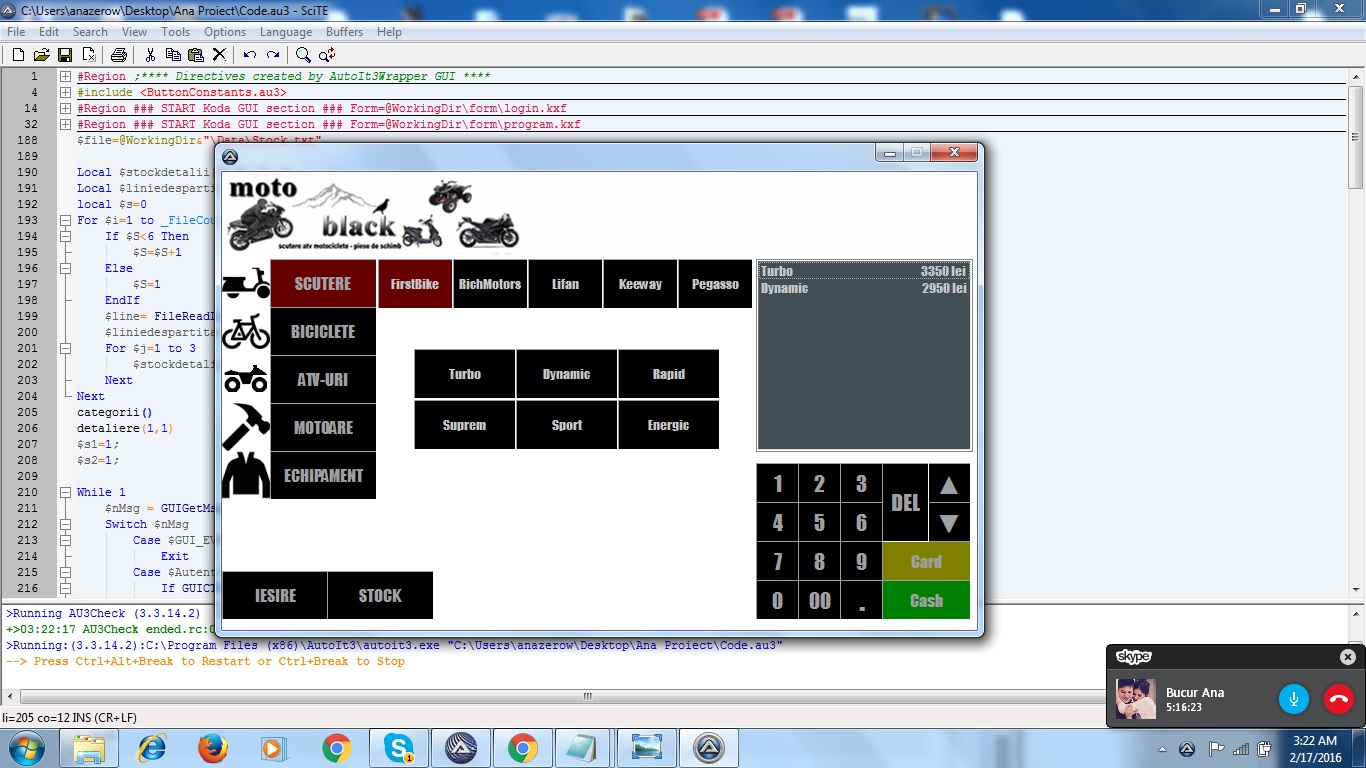 C:\Users\anazerow\Desktop\Ana Proiect\Code.au3 - SciTE
File Edit Search View Tools Options Language Buffers Help
1 #Region ;**** Directives created by AutoIt3Wrapper GUI ****
4 #include <ButtonConstants.au3>
14 #Region ### START Koda GUI section ### Form=@WorkingDir\form\login.kxf
32 #Region ### START Koda GUI section ### Form=@WorkingDir\form\program.kxf
188 $file=@WorkingDir&"\Data\Stock.txt"
189
190 Local $stockdetalii
191 Local $liniedesparti
192 local $s=0
193 For $i=1 to _FileCou
194 If $S<6 Then
195 $S=$S+1
196 Else
197 $S=1
198 EndIf
199 $line= FileReadL
200 $liniedespartita
201 For $j=1 to 3
202 $stockdetali
203 Next
204 Next
205 categorii()
206 detaliere(1,1)
207 $s1=1;
208 $s2=1;
209
210 While 1
211 $nMsg = GUIGetMs
212 Switch $nMsg
213 Case $GUI_EV
214 Exit
215 Case $Autent
216 If GUICT
moto
black
scutere atv motociclete - piese de schimb
SCUTERE FirstBike RichMotors Lifan Keeway Pegasso
BICICLETE
ATV-URI
MOTOARE
ECHIPAMENT
Turbo Dynamic Rapid
Suprem Sport Energic
Turbo 3350 lei
Dynamic 2950 lei
1 2 3 DEL ▲
4 5 6 ▼
7 8 9 Card
0 00 . Cash
IESIRE STOCK
>Running AU3Check (3.3.14.2)
+>03:22:17 AU3Check ended.rc:0
>Running:(3.3.14.2):C:\Program Files (x86)\AutoIt3\autoit3.exe "C:\Users\anazerow\Desktop\Ana Proiect\Code.au3"
--> Press Ctrl+Alt+Break to Restart or Ctrl+Break to Stop
li=205 co=12 INS (CR+LF)
skype
Bucur Ana
5:16:23
1
3:22 AM
2/17/2016